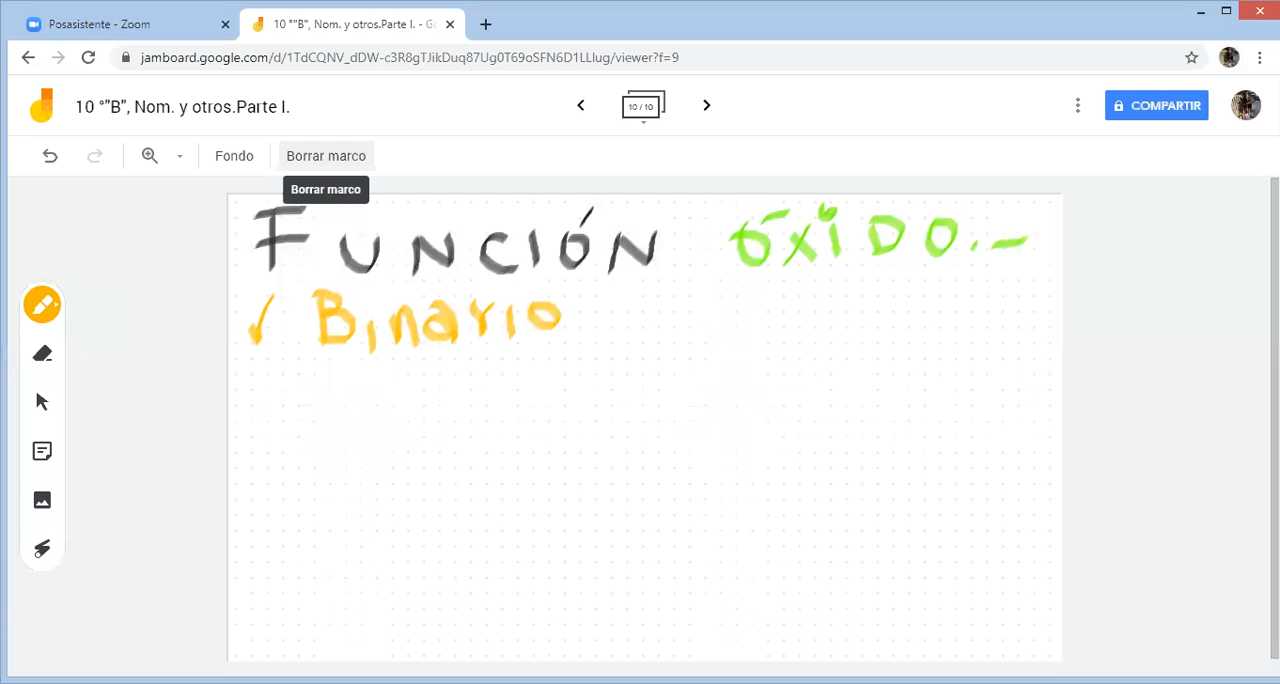 Posasistente - Zoom
10 °"B", Nom. y otros.Parte I. - Go
jamboard.google.com/d/1TdCQNV_dDW-c3R8gTJikDuq87Ug0T69oSFN6D1LLlug/viewer?f=9
10 °"B", Nom. y otros.Parte I.
10 / 10
COMPARTIR
Fondo
Borrar marco
Borrar marco
FUNCIÓN ÓXIDO.-
✓ Binario